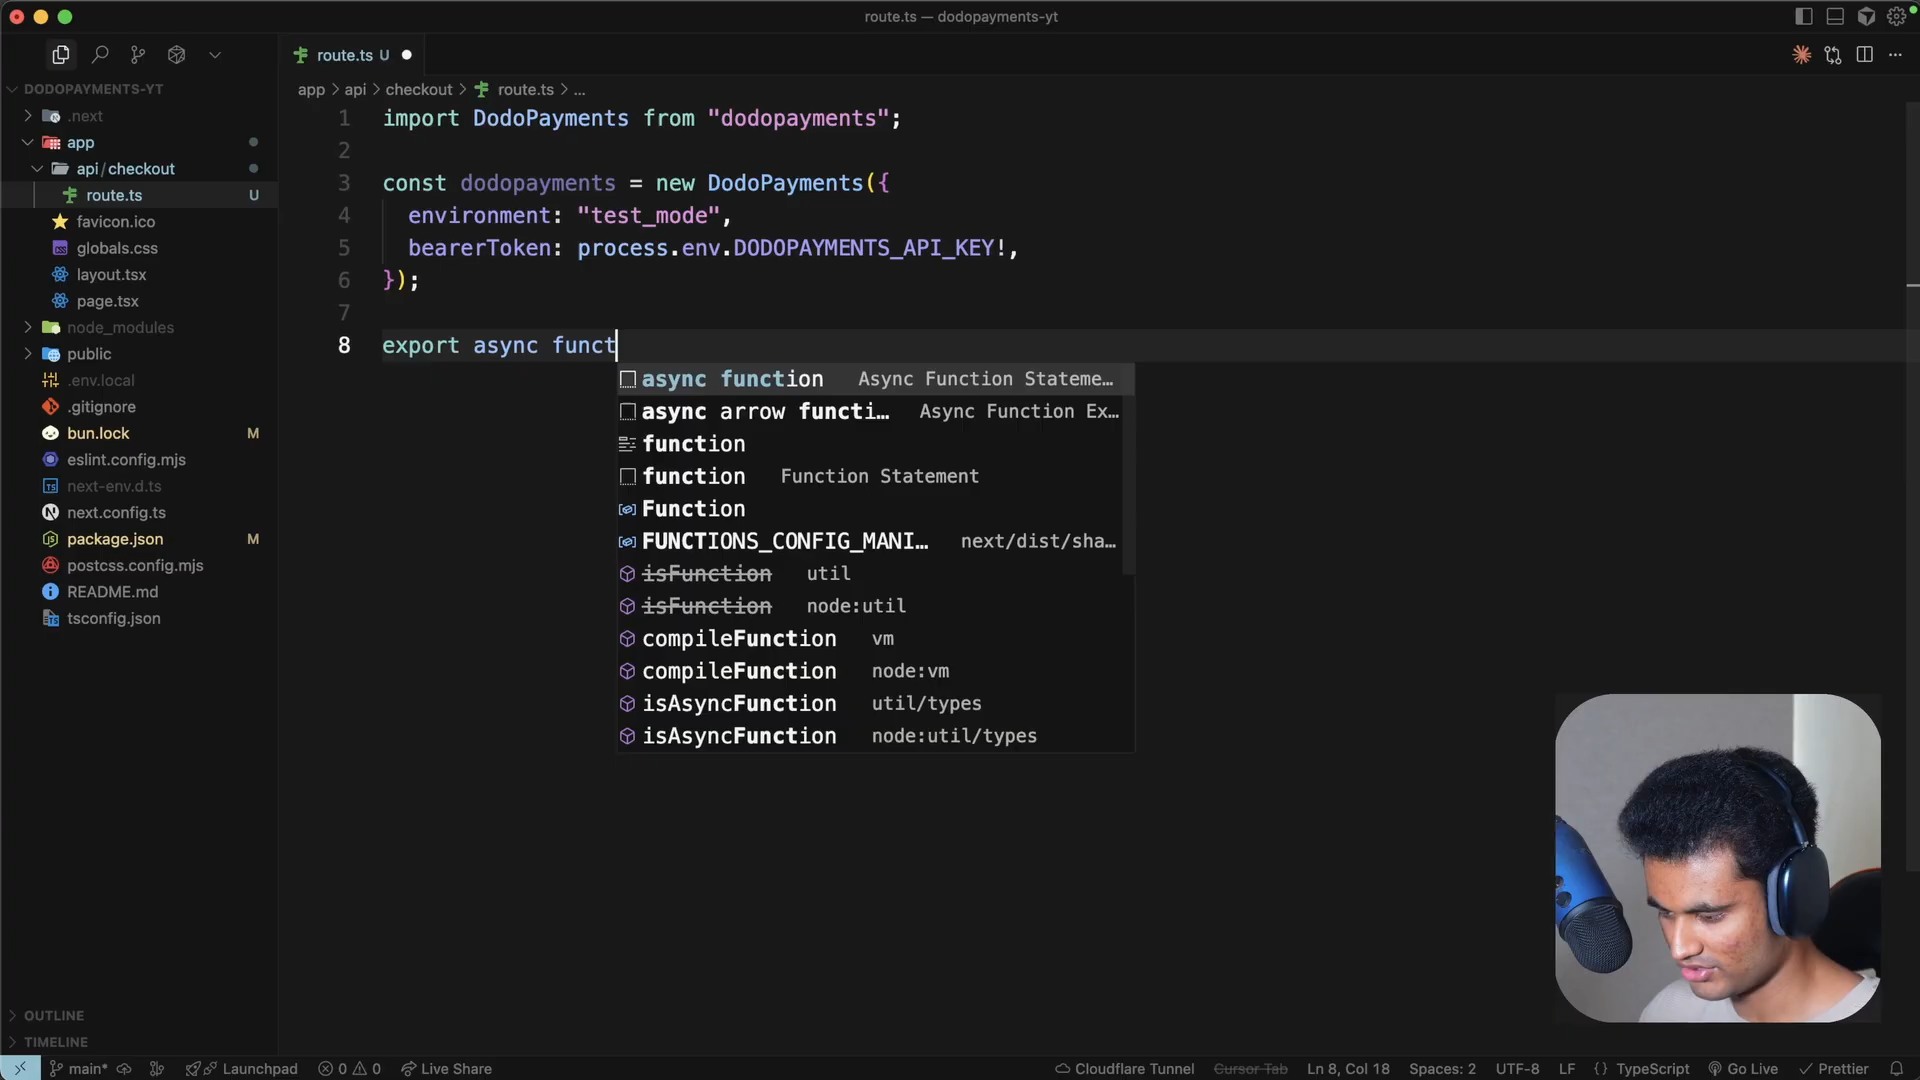 route.ts — dodopayments-yt
route.ts U
DODOPAYMENTS-YT
app > api > checkout > route.ts > ...
.next
app
api/checkout
route.ts U
favicon.ico
globals.css
layout.tsx
page.tsx
node_modules
public
.env.local
.gitignore
bun.lock M
eslint.config.mjs
next-env.d.ts
next.config.ts
package.json M
postcss.config.mjs
README.md
tsconfig.json
1 import DodoPayments from "dodopayments";
2
3 const dodopayments = new DodoPayments({
4 environment: "test_mode",
5 bearerToken: process.env.DODOPAYMENTS_API_KEY!,
6 });
7
8 export async funct
async function Async Function Stateme…
async arrow functi… Async Function Ex…
function
function Function Statement
Function
FUNCTIONS_CONFIG_MANI… next/dist/sha…
isFunction util
isFunction node:util
compileFunction vm
compileFunction node:vm
isAsyncFunction util/types
isAsyncFunction node:util/types
OUTLINE
TIMELINE
main* Launchpad 0 0 Live Share Cloudflare Tunnel Cursor Tab Ln 8, Col 18 Spaces: 2 UTF-8 LF {} TypeScript Go Live Prettier